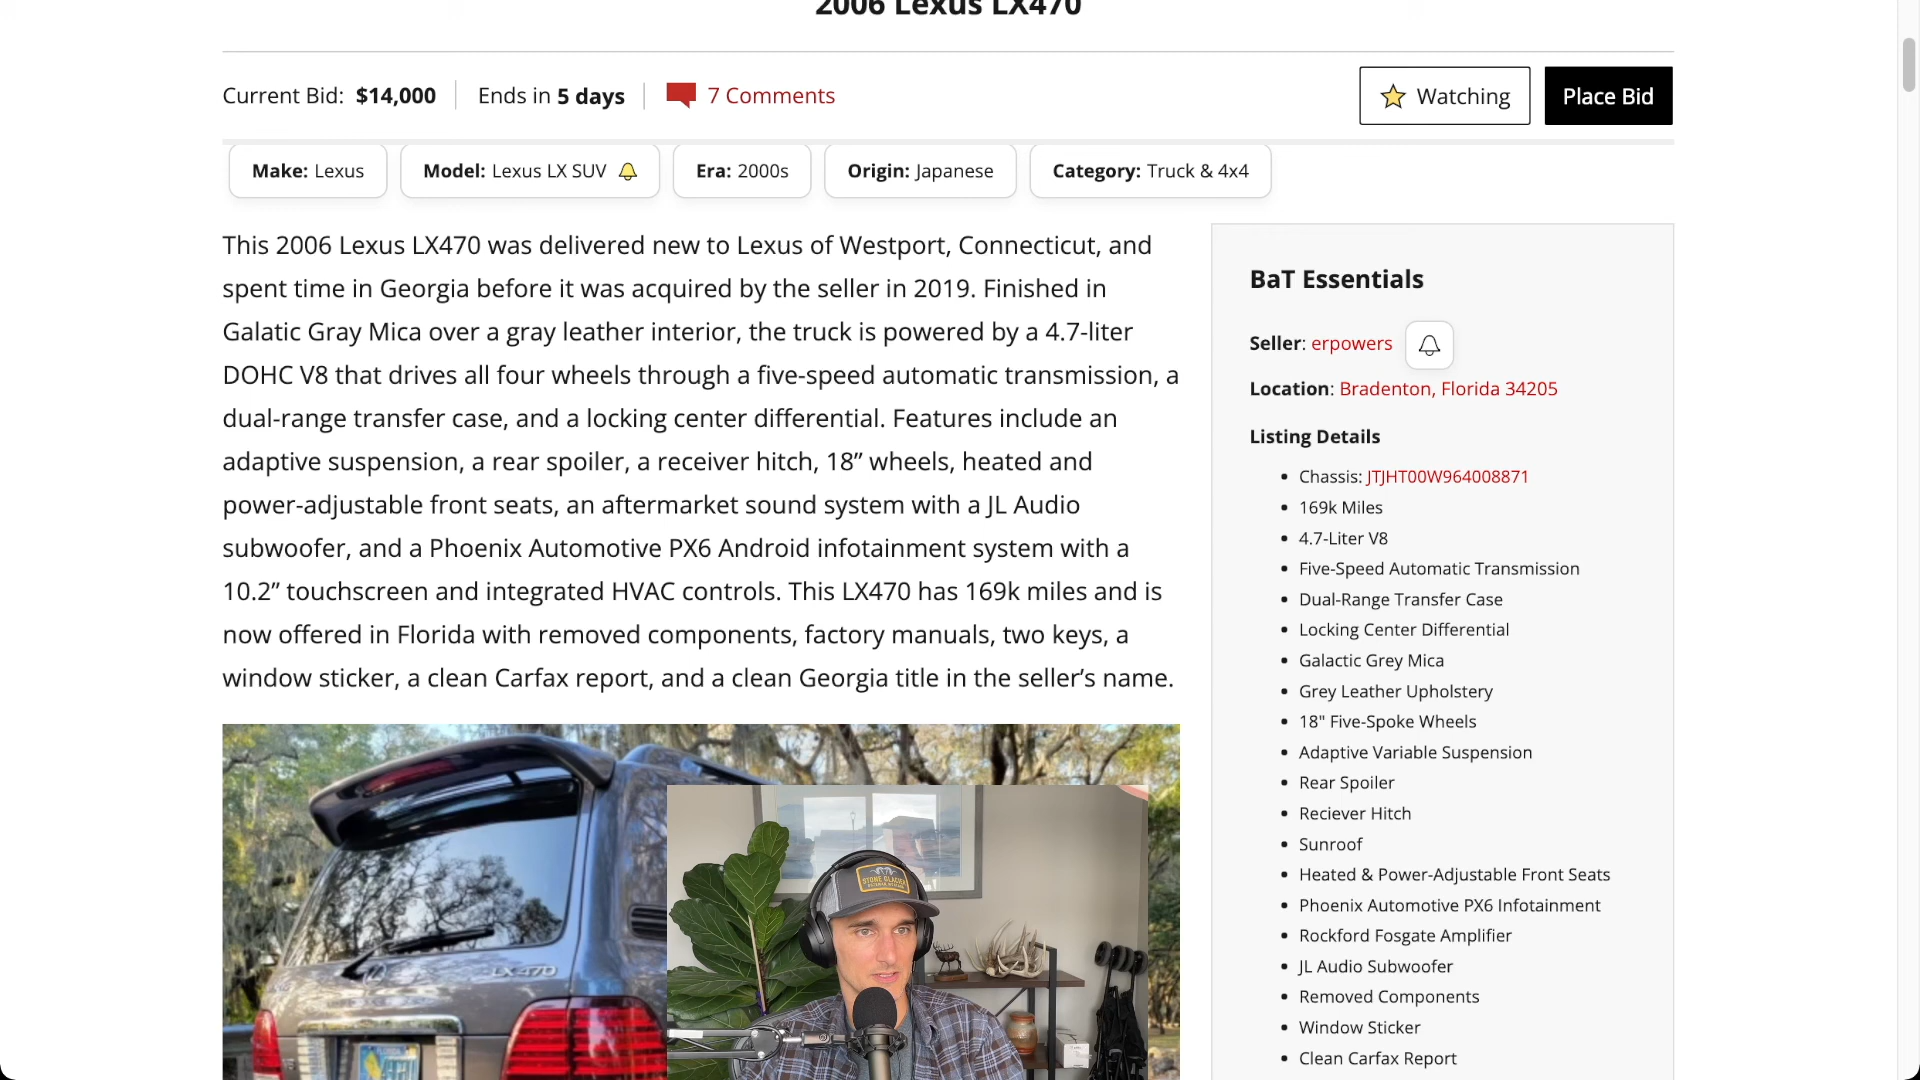 2006 Lexus LX470
Current Bid: $14,000
Ends in 5 days
7 Comments
Watching
Place Bid
Make: Lexus
Model: Lexus LX SUV
Era: 2000s
Origin: Japanese
Category: Truck & 4x4
This 2006 Lexus LX470 was delivered new to Lexus of Westport, Connecticut, and
spent time in Georgia before it was acquired by the seller in 2019. Finished in
Galatic Gray Mica over a gray leather interior, the truck is powered by a 4.7-liter
DOHC V8 that drives all four wheels through a five-speed automatic transmission, a
dual-range transfer case, and a locking center differential. Features include an
adaptive suspension, a rear spoiler, a receiver hitch, 18” wheels, heated and
power-adjustable front seats, an aftermarket sound system with a JL Audio
subwoofer, and a Phoenix Automotive PX6 Android infotainment system with a
10.2” touchscreen and integrated HVAC controls. This LX470 has 169k miles and is
now offered in Florida with removed components, factory manuals, two keys, a
window sticker, a clean Carfax report, and a clean Georgia title in the seller’s name.
BaT Essentials
Seller: erpowers
Location: Bradenton, Florida 34205
Listing Details
• Chassis: JTJHT00W964008871
• 169k Miles
• 4.7-Liter V8
• Five-Speed Automatic Transmission
• Dual-Range Transfer Case
• Locking Center Differential
• Galactic Grey Mica
• Grey Leather Upholstery
• 18" Five-Spoke Wheels
• Adaptive Variable Suspension
• Rear Spoiler
• Reciever Hitch
• Sunroof
• Heated & Power-Adjustable Front Seats
• Phoenix Automotive PX6 Infotainment
• Rockford Fosgate Amplifier
• JL Audio Subwoofer
• Removed Components
• Window Sticker
• Clean Carfax Report
LX470
STONE GLACIER